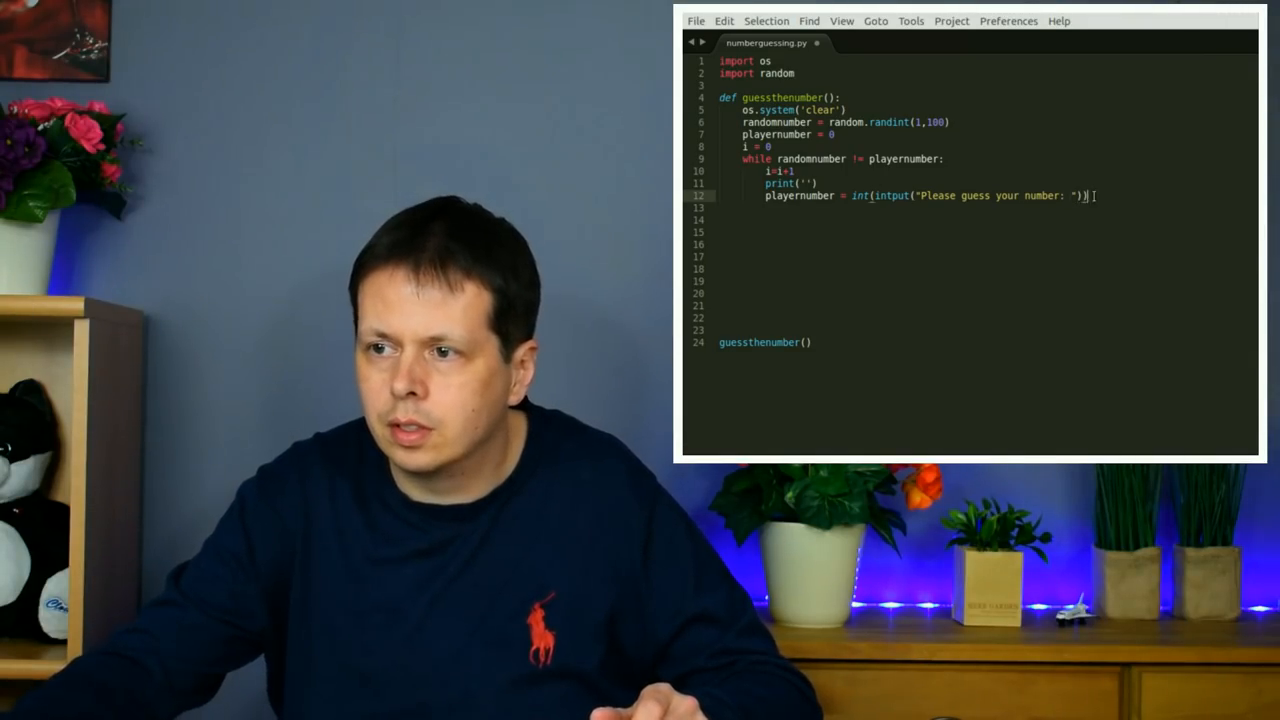 File Edit Selection Find View Goto Tools Project Preferences Help
numberguessing.py
1 import os
2 import random
3
4 def guessthenumber():
5 os.system('clear')
6 randomnumber = random.randint(1,100)
7 playernumber = 0
8 i = 0
9 while randomnumber != playernumber:
10 i=i+1
11 print('')
12 playernumber = int(intput("Please guess your number: "))
13
14
15
16
17
18
19
20
21
22
23
24 guessthenumber()
HERB GARDEN